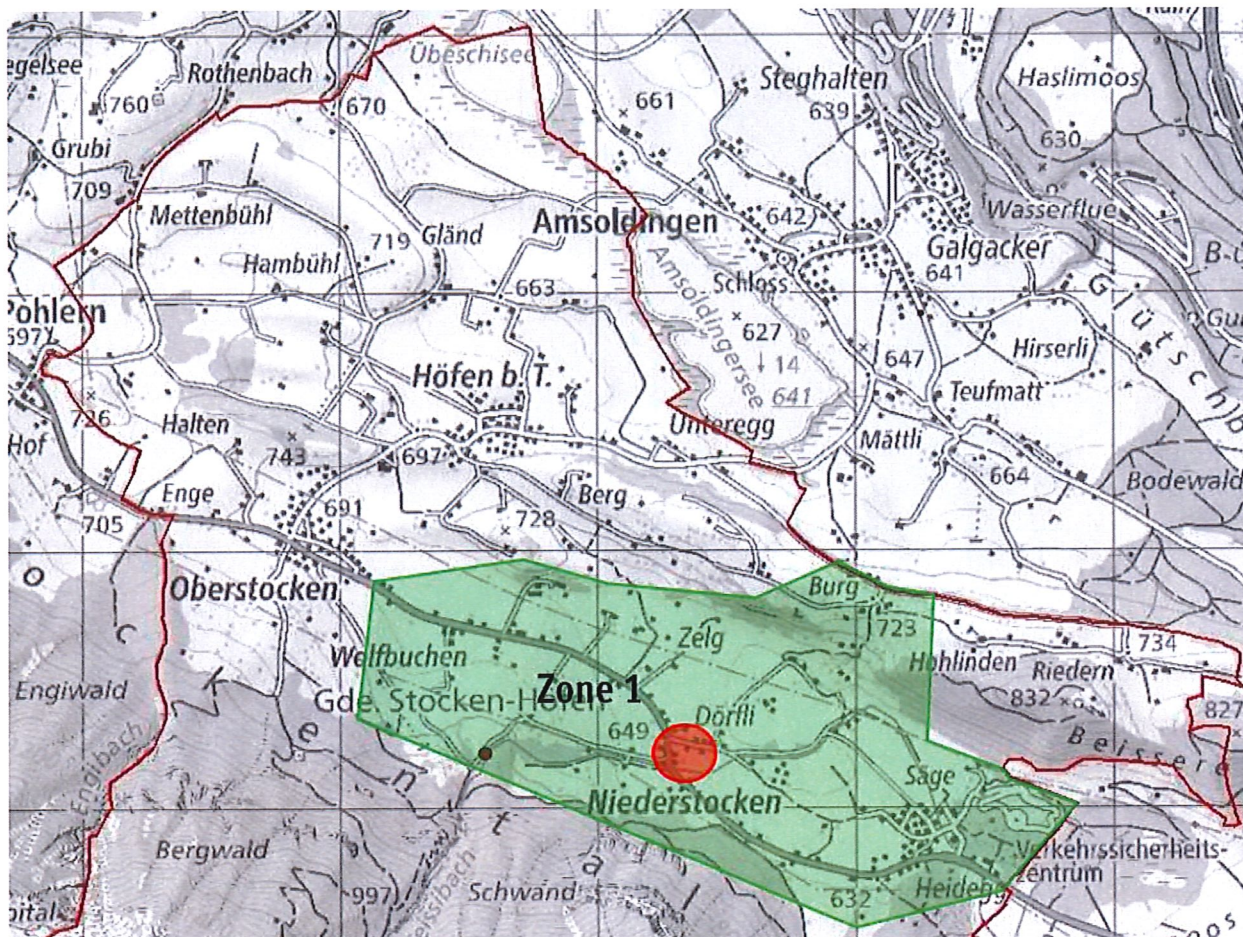 Übeschisee
Rothenbach
Steghalten
Haslimoos
760
670
661
639
630
Grubi
709
Mettenbühl
Amsoldingen
642
Wasserflue
719
Gländ
Galgacker
641
Hambühl
663
Schloss
Amsoldingersee
Glütschb
Pohlern
697
627
14
641
Hirserli
647
Höfen b. T.
Teufmatt
726
Halten
Unteregg
Mättli
Hof
743
697
664
Bodewald
Enge
691
Berg
705
728
Oberstocken
Burg
723
Zelg
734
Welfbuchen
Hohlinden
Riedern
Engiwald
Gde. Stocken-Höfen
Zone 1
832
827
Dörfli
649
Beissere
Engibach
Säge
Niederstocken
Bergwald
Verkehrssicherheits-
zentrum
Schwand
997
632
Heidegg
Stockental